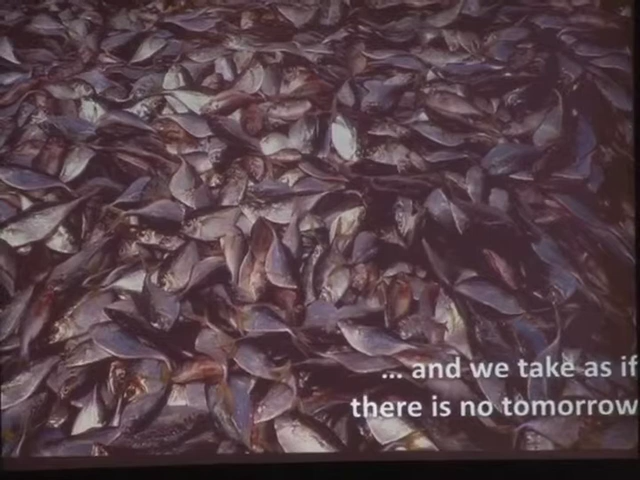 ... and we take as if
there is no tomorrow